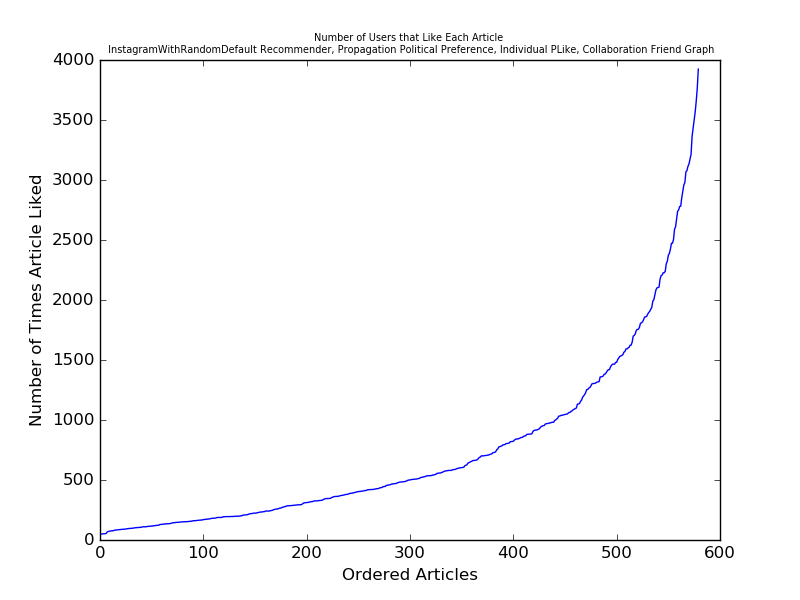 Number of Users that Like Each Article
InstagramWithRandomDefault Recommender, Propagation Political Preference, Individual PLike, Collaboration Friend Graph
4000
3500
3000
2500
2000
1500
1000
500
0
Number of Times Article Liked
0 100 200 300 400 500 600
Ordered Articles